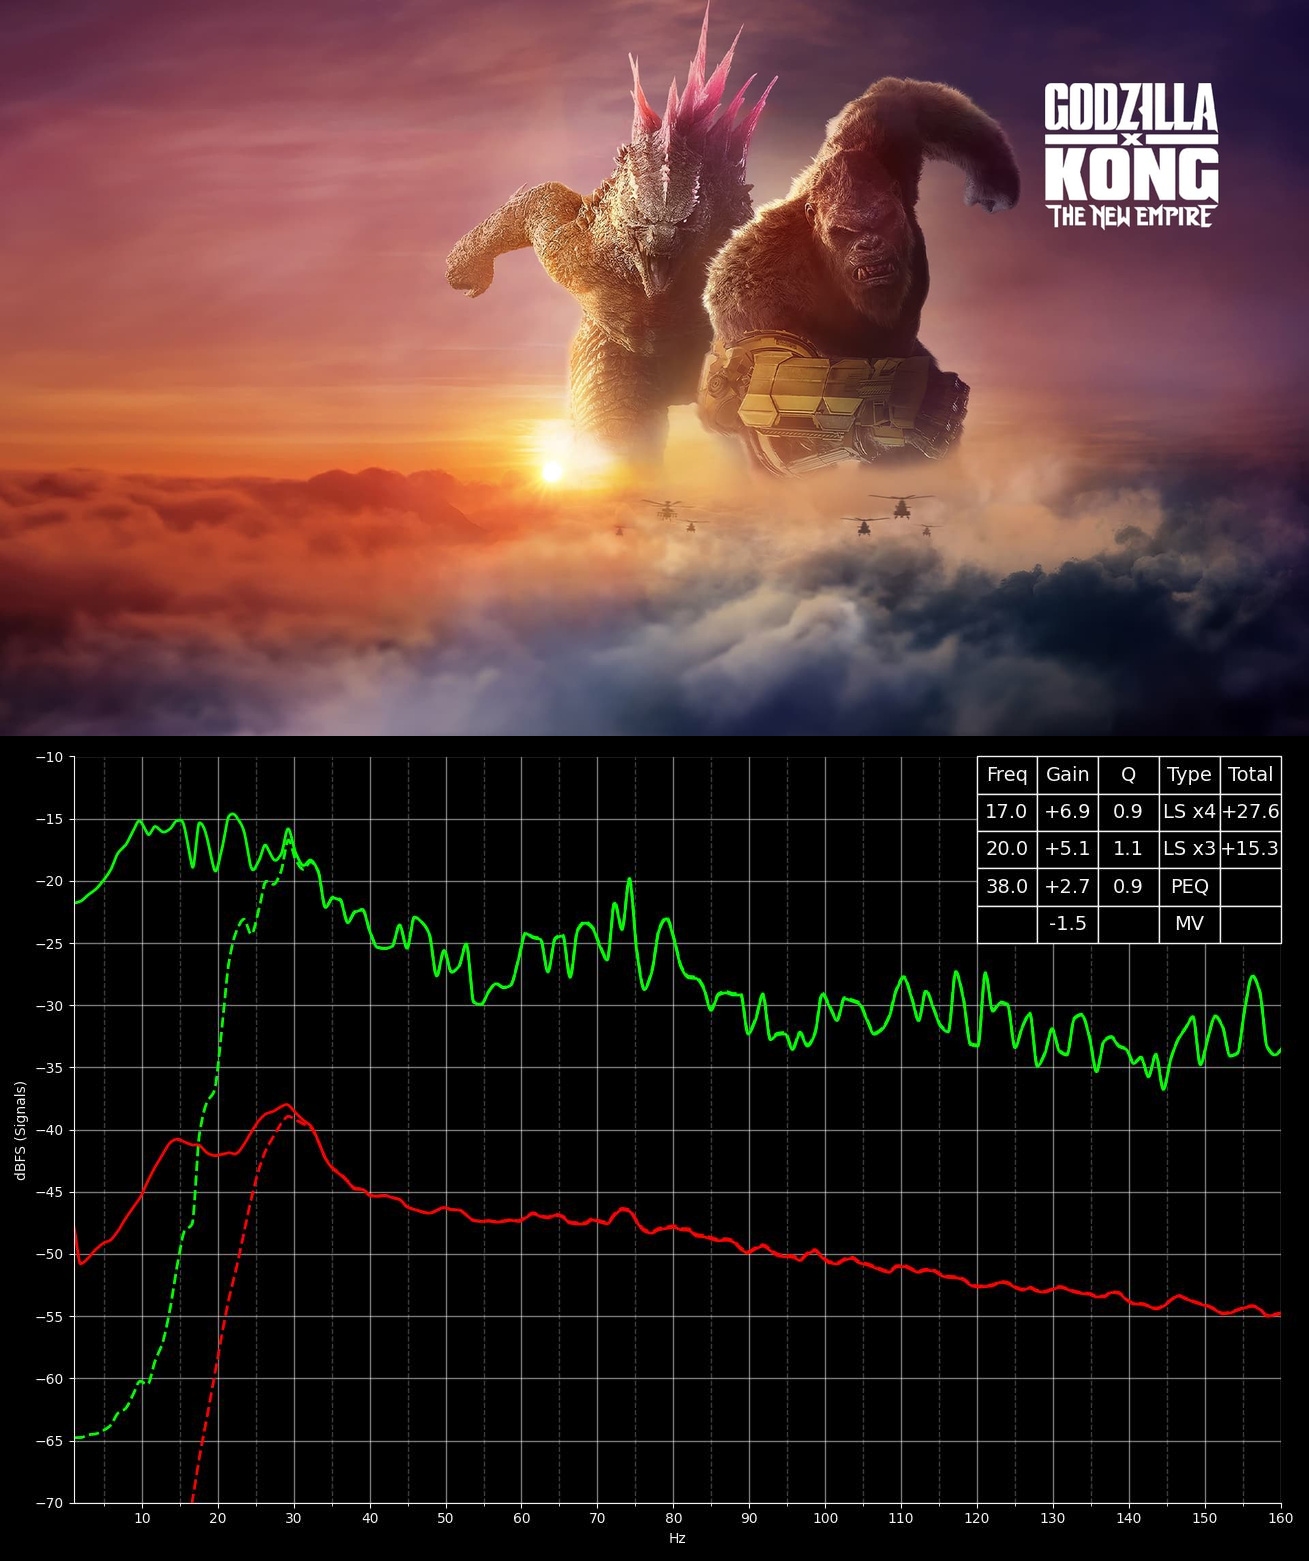 GODZILLA
X
KONG
THE NEW EMPIRE
Freq Gain Q Type Total
17.0 +6.9 0.9 LS x4 +27.6
20.0 +5.1 1.1 LS x3 +15.3
38.0 +2.7 0.9 PEQ
-1.5 MV
−10
−15
−20
−25
−30
−35
−40
−45
−50
−55
−60
−65
−70
dBFS (Signals)
10 20 30 40 50 60 70 80 90 100 110 120 130 140 150 160
Hz